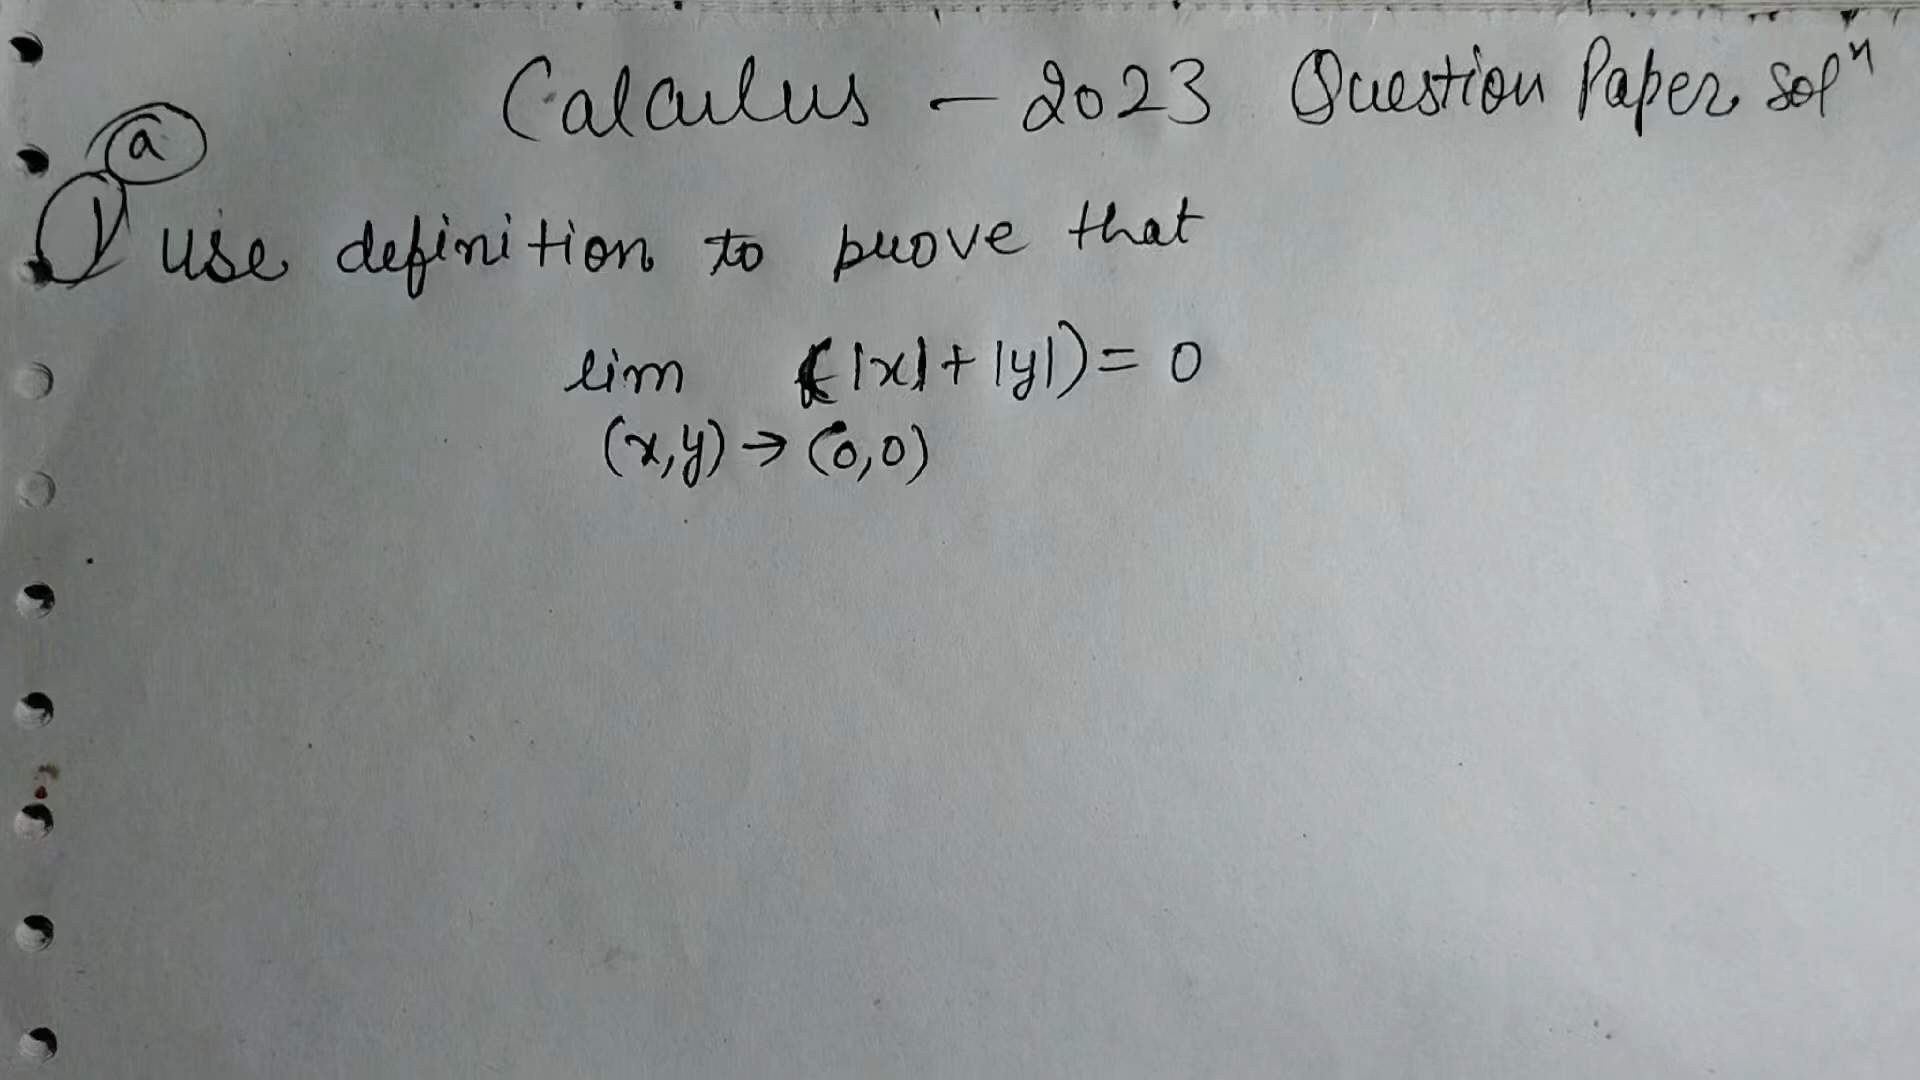 Calculus – 2023 Question Paper solⁿ
a
1 use definition to prove that
lim (|x|+|y|) = 0
(x,y) → (0,0)